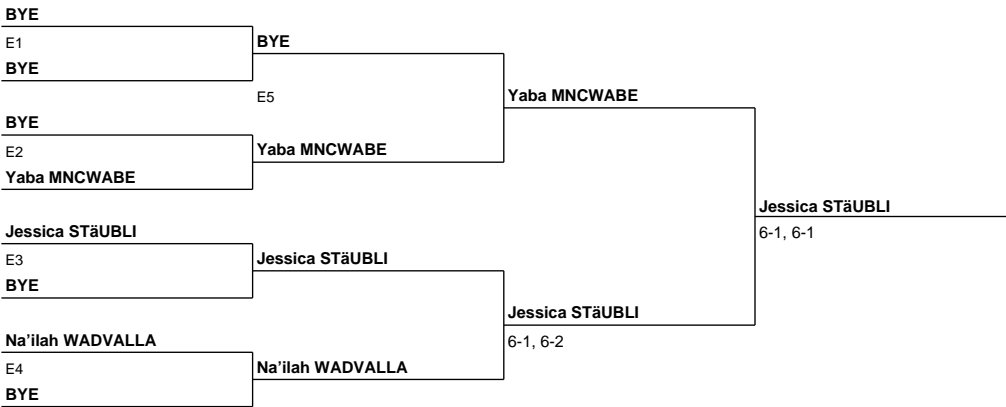 BYE
E1
BYE
BYE
E5
BYE
E2
Yaba MNCWABE
Yaba MNCWABE
Yaba MNCWABE
Jessica STäUBLI
E3
BYE
Jessica STäUBLI
Na’ilah WADVALLA
E4
BYE
Na’ilah WADVALLA
Jessica STäUBLI
6-1, 6-2
Jessica STäUBLI
6-1, 6-1